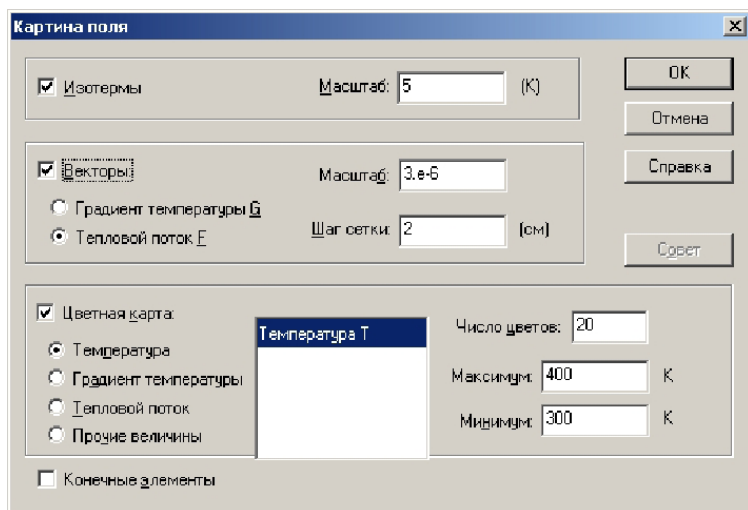 Картина поля
Изотермы Масштаб: 5 (K)
OK
Отмена
Справка
Совет
Векторы: Масштаб: 3.e-6
Градиент температуры G
Тепловой поток F
Шаг сетки: 2 (см)
Цветная карта:
Температура
Градиент температуры
Тепловой поток
Прочие величины
Температура T
Число цветов: 20
Максимум: 400 K
Минимум: 300 K
Конечные элементы